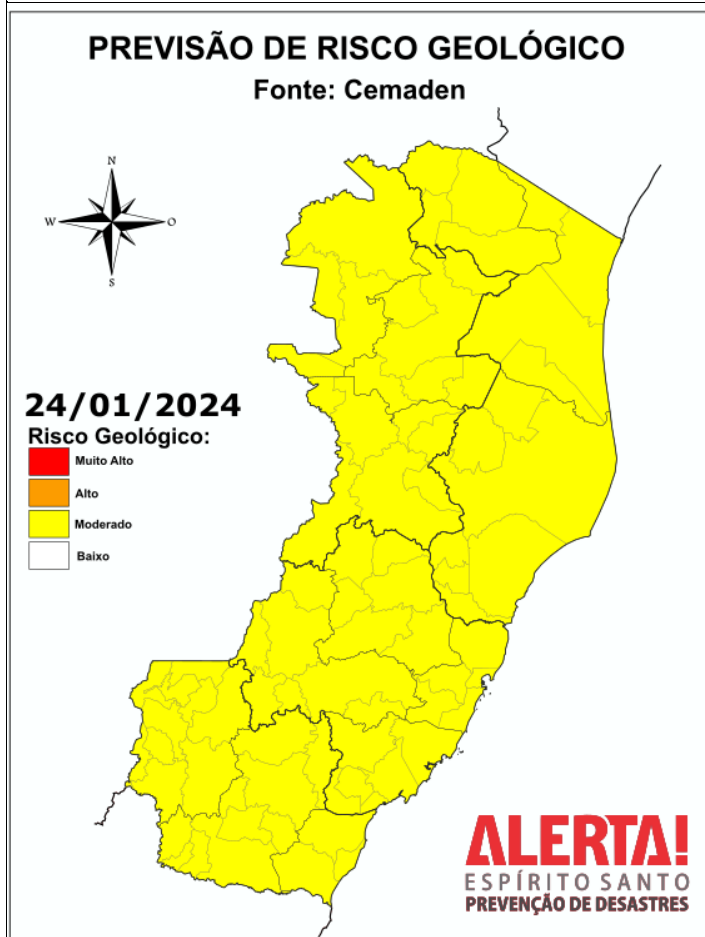 PREVISÃO DE RISCO GEOLÓGICO
Fonte: Cemaden
N
W
O
S
24/01/2024
Risco Geológico:
Muito Alto
Alto
Moderado
Baixo
ALERTA!
ESPÍRITO SANTO
PREVENÇÃO DE DESASTRES